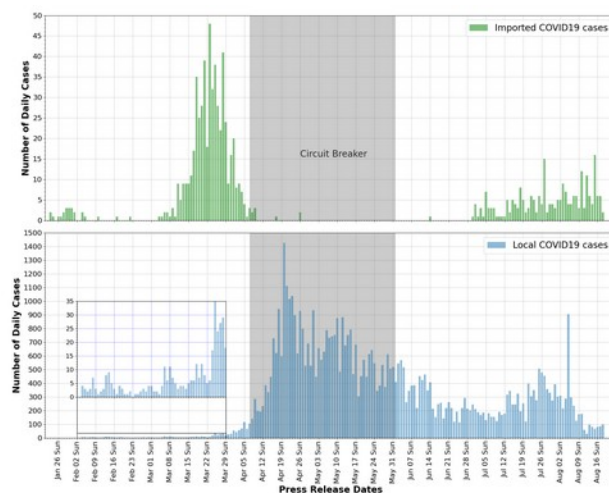 50
45
40
35
30
25
20
15
10
5
0
Number of Daily Cases
Imported COVID19 cases
Circuit Breaker
1500
1400
1300
1200
1100
1000
900
800
700
600
500
400
300
200
100
0
Number of Daily Cases
Local COVID19 cases
35
30
25
20
15
10
5
0
Jan 26 Sun
Feb 02 Sun
Feb 09 Sun
Feb 16 Sun
Feb 23 Sun
Mar 01 Sun
Mar 08 Sun
Mar 15 Sun
Mar 22 Sun
Mar 29 Sun
Apr 05 Sun
Apr 12 Sun
Apr 19 Sun
Apr 26 Sun
May 03 Sun
May 10 Sun
May 17 Sun
May 24 Sun
May 31 Sun
Jun 07 Sun
Jun 14 Sun
Jun 21 Sun
Jun 28 Sun
Jul 05 Sun
Jul 12 Sun
Jul 19 Sun
Jul 26 Sun
Aug 02 Sun
Aug 09 Sun
Aug 16 Sun
Press Release Dates